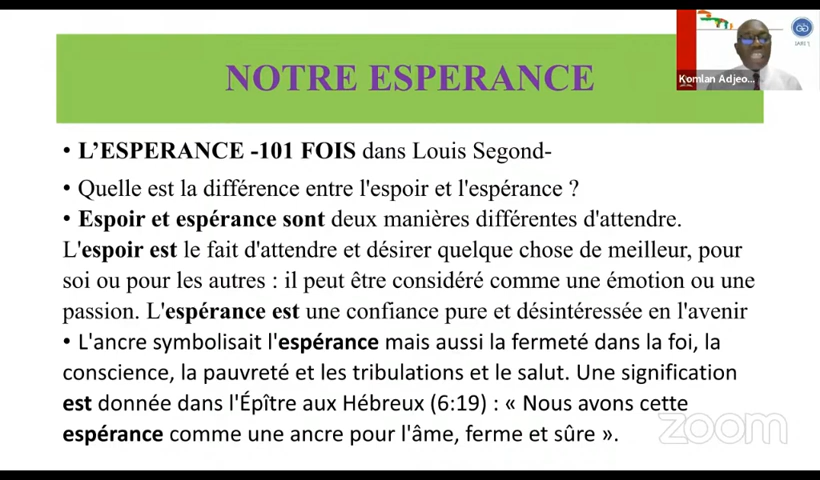 NOTRE ESPERANCE
Komlan Adjeo...
IARI 1
• L'ESPERANCE -101 FOIS dans Louis Segond-
• Quelle est la différence entre l'espoir et l'espérance ?
• Espoir et espérance sont deux manières différentes d'attendre.
L'espoir est le fait d'attendre et désirer quelque chose de meilleur, pour
soi ou pour les autres : il peut être considéré comme une émotion ou une
passion. L'espérance est une confiance pure et désintéressée en l'avenir
• L'ancre symbolisait l'espérance mais aussi la fermeté dans la foi, la
conscience, la pauvreté et les tribulations et le salut. Une signification
est donnée dans l'Épître aux Hébreux (6:19) : « Nous avons cette
espérance comme une ancre pour l'âme, ferme et sûre ».
zoom